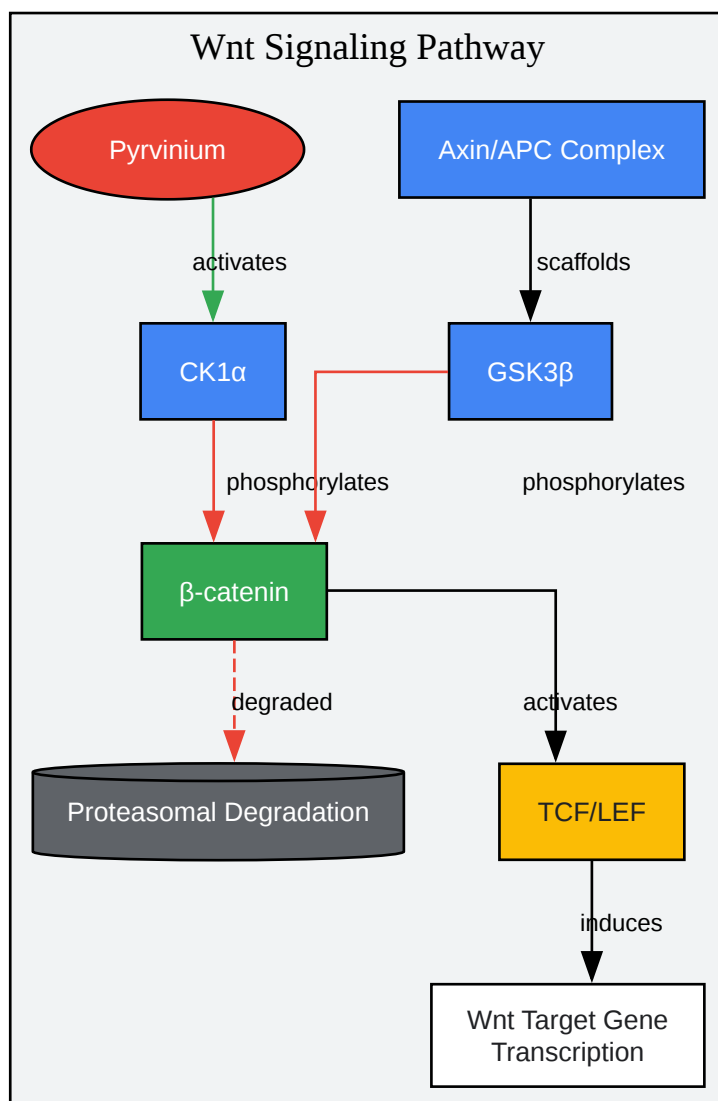 Wnt Signaling Pathway
Pyrvinium
Axin/APC Complex
activates
scaffolds
CK1α
GSK3β
phosphorylates
phosphorylates
β-catenin
degraded
activates
Proteasomal Degradation
TCF/LEF
induces
Wnt Target Gene
Transcription